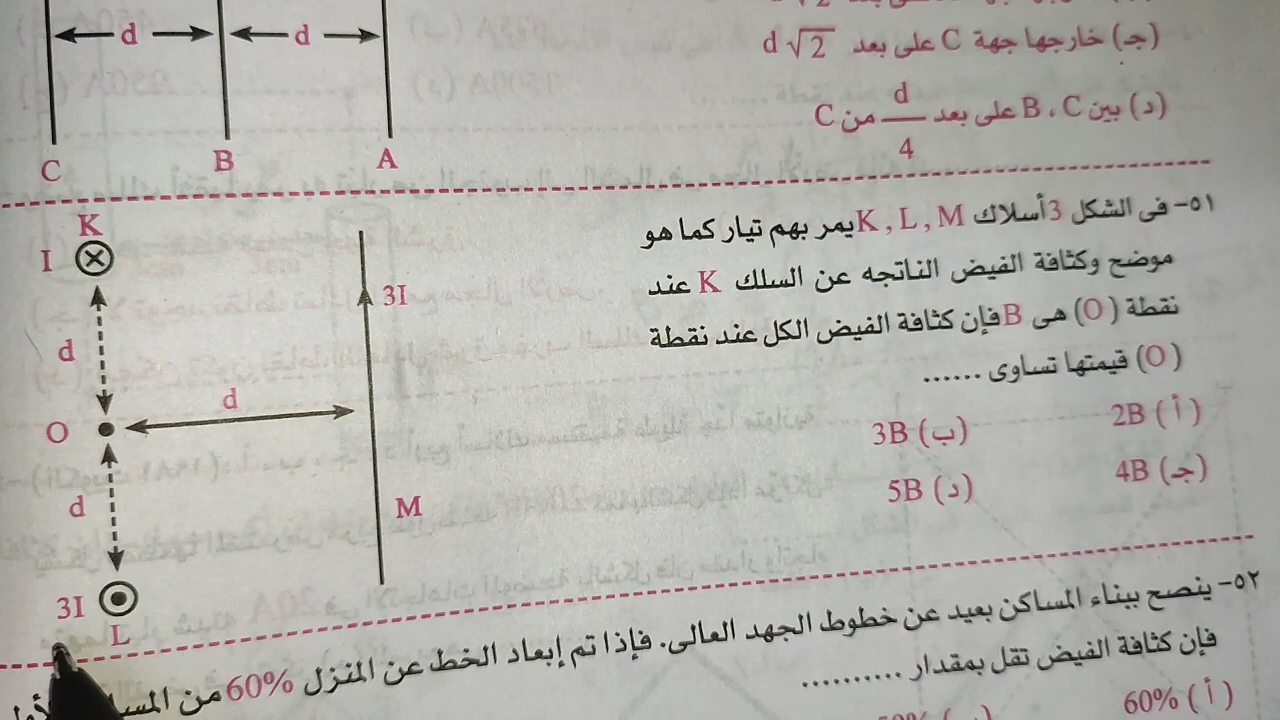 (جـ) خارجها جهة C على بعد d√2
(د) بين B ، C على بعد d/4 من C
d
d
C
B
A
٥١- فى الشكل 3 أسلاك K , L , M يمر بهم تيار كما هو
موضح وكثافة الفيض الناتجه عن السلك K عند
نقطة (O) هى B فإن كثافة الفيض الكل عند نقطة
(O) قيمتها تساوى ......
(أ) 2B
(ب) 3B
(جـ) 4B
(د) 5B
K
I
3I
d
d
O
d
M
3I
L
٥٢- ينصح ببناء المساكن بعيد عن خطوط الجهد العالى. فإذا تم إبعاد الخط عن المنزل 60% من
فإن كثافة الفيض تقل بمقدار ..........
(أ) 60%